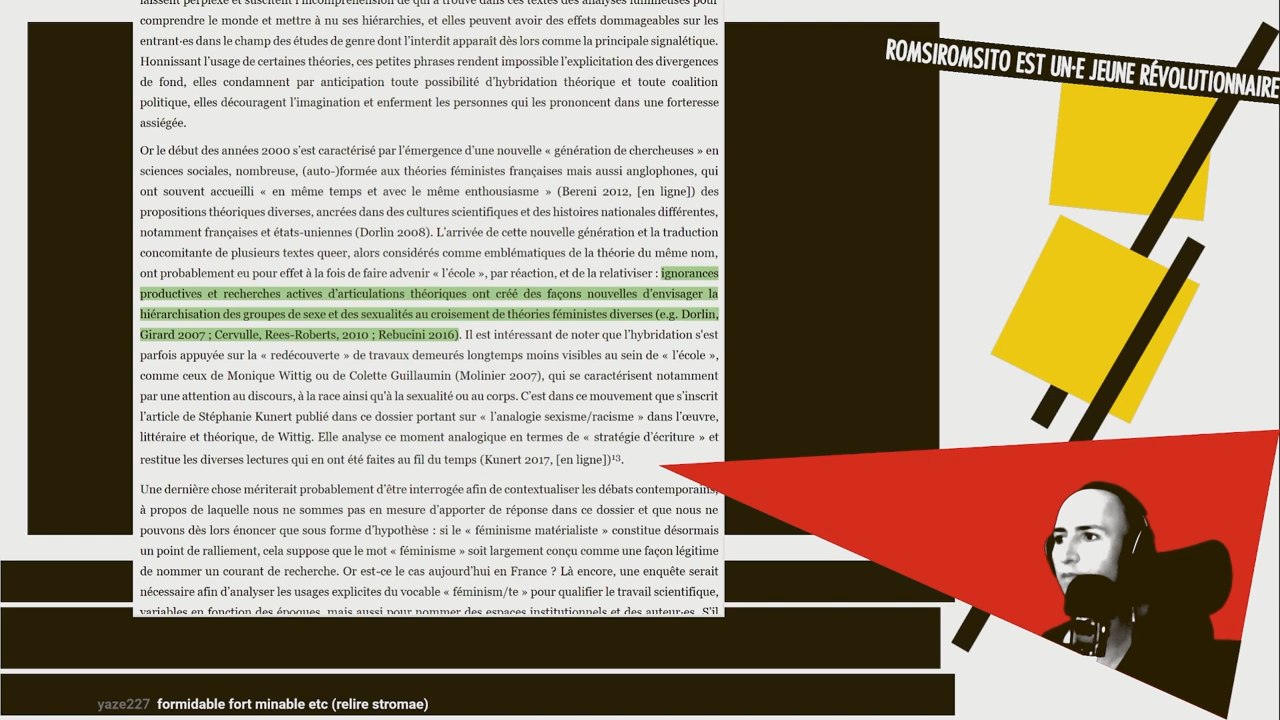 laissent perplexe et suscitent l'incompréhension de qui a trouvé dans ces textes des analyses lumineuses pour
comprendre le monde et mettre à nu ses hiérarchies, et elles peuvent avoir des effets dommageables sur les
entrant·es dans le champ des études de genre dont l'interdit apparaît dès lors comme la principale signalétique.
Honnissant l'usage de certaines théories, ces petites phrases rendent impossible l'explicitation des divergences
de fond, elles condamnent par anticipation toute possibilité d'hybridation théorique et toute coalition
politique, elles découragent l'imagination et enferment les personnes qui les prononcent dans une forteresse
assiégée.
Or le début des années 2000 s'est caractérisé par l'émergence d'une nouvelle « génération de chercheuses » en
sciences sociales, nombreuse, (auto-)formée aux théories féministes françaises mais aussi anglophones, qui
ont souvent accueilli « en même temps et avec le même enthousiasme » (Bereni 2012, [en ligne]) des
propositions théoriques diverses, ancrées dans des cultures scientifiques et des histoires nationales différentes,
notamment françaises et états-uniennes (Dorlin 2008). L'arrivée de cette nouvelle génération et la traduction
concomitante de plusieurs textes queer, alors considérés comme emblématiques de la théorie du même nom,
ont probablement eu pour effet à la fois de faire advenir « l'école », par réaction, et de la relativiser : ignorances
productives et recherches actives d'articulations théoriques ont créé des façons nouvelles d'envisager la
hiérarchisation des groupes de sexe et des sexualités au croisement de théories féministes diverses (e.g. Dorlin,
Girard 2007 ; Cervulle, Rees-Roberts, 2010 ; Rebucini 2016). Il est intéressant de noter que l'hybridation s'est
parfois appuyée sur la « redécouverte » de travaux demeurés longtemps moins visibles au sein de « l'école »,
comme ceux de Monique Wittig ou de Colette Guillaumin (Molinier 2007), qui se caractérisent notamment
par une attention au discours, à la race ainsi qu'à la sexualité ou au corps. C'est dans ce mouvement que s'inscrit
l'article de Stéphanie Kunert publié dans ce dossier portant sur « l'analogie sexisme/racisme » dans l'œuvre,
littéraire et théorique, de Wittig. Elle analyse ce moment analogique en termes de « stratégie d'écriture » et
restitue les diverses lectures qui en ont été faites au fil du temps (Kunert 2017, [en ligne])¹³.
Une dernière chose mériterait probablement d'être interrogée afin de contextualiser les débats contemporains,
à propos de laquelle nous ne sommes pas en mesure d'apporter de réponse dans ce dossier et que nous ne
pouvons dès lors énoncer que sous forme d'hypothèse : si le « féminisme matérialiste » constitue désormais
un point de ralliement, cela suppose que le mot « féminisme » soit largement conçu comme une façon légitime
de nommer un courant de recherche. Or est-ce le cas aujourd'hui en France ? Là encore, une enquête serait
nécessaire afin d'analyser les usages explicites du vocable « féminism/te » pour qualifier le travail scientifique,
variables en fonction des époques, mais aussi pour nommer des espaces institutionnels et des auteur·es. S'il
ROMSIROMSITO EST UN·E JEUNE RÉVOLUTIONNAIRE
yaze227 formidable fort minable etc (relire stromae)